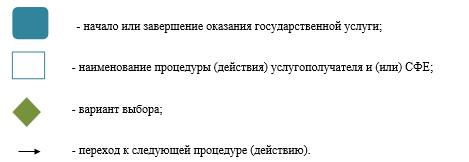 - начало или завершение оказания государственной услуги;
- наименование процедуры (действия) услугополучателя и (или) СФЕ;
- вариант выбора;
- переход к следующей процедуре (действию).